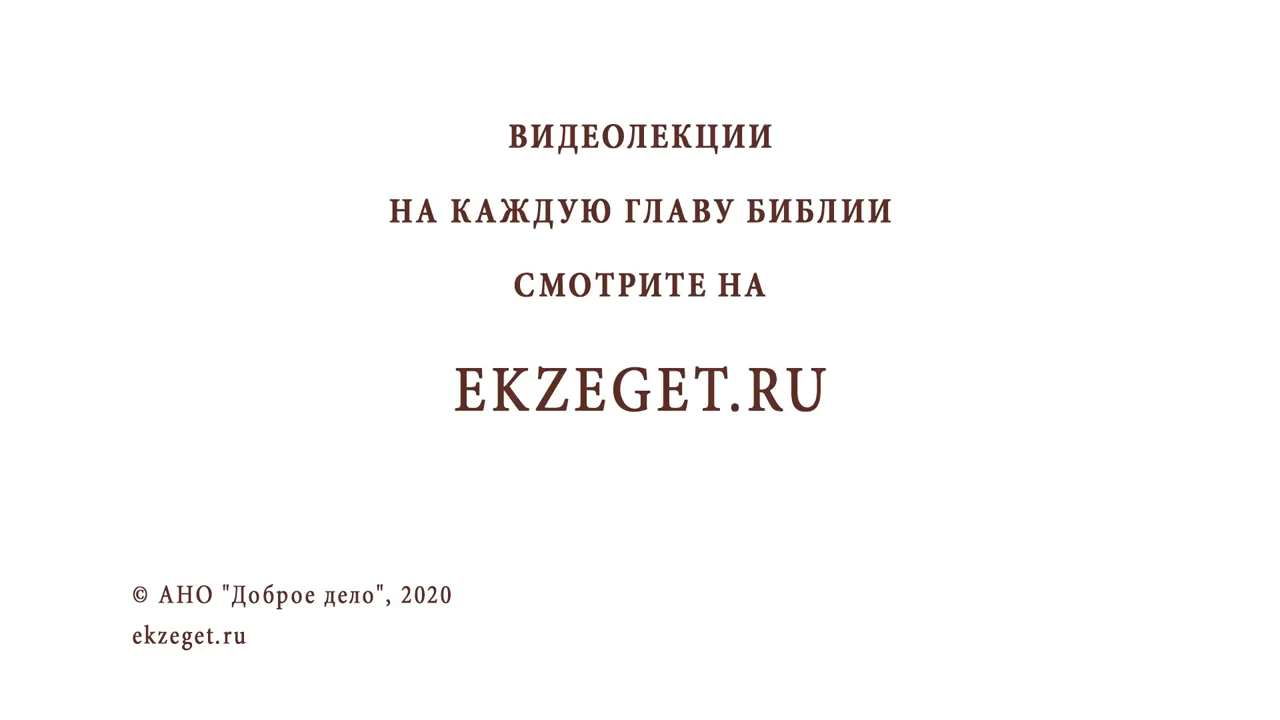 ВИДЕОЛЕКЦИИ
НА КАЖДУЮ ГЛАВУ БИБЛИИ
СМОТРИТЕ НА
EKZEGET.RU
© АНО "Доброе дело", 2020
ekzeget.ru